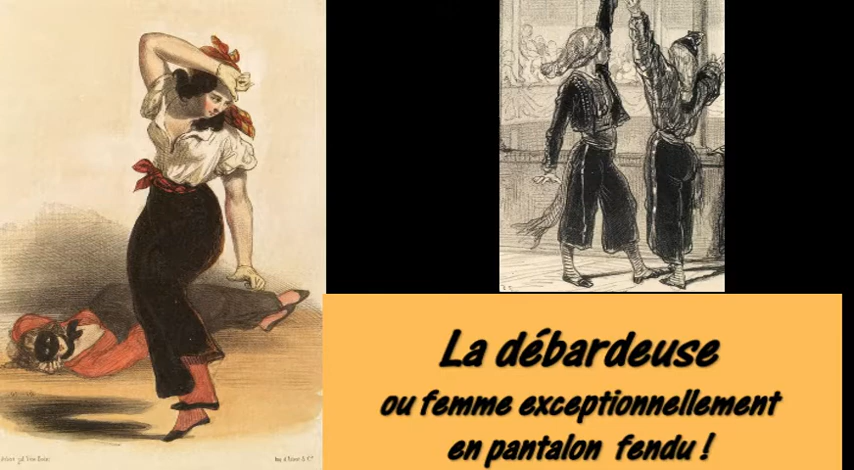 La débardeuse
ou femme exceptionnellement
en pantalon fendu !